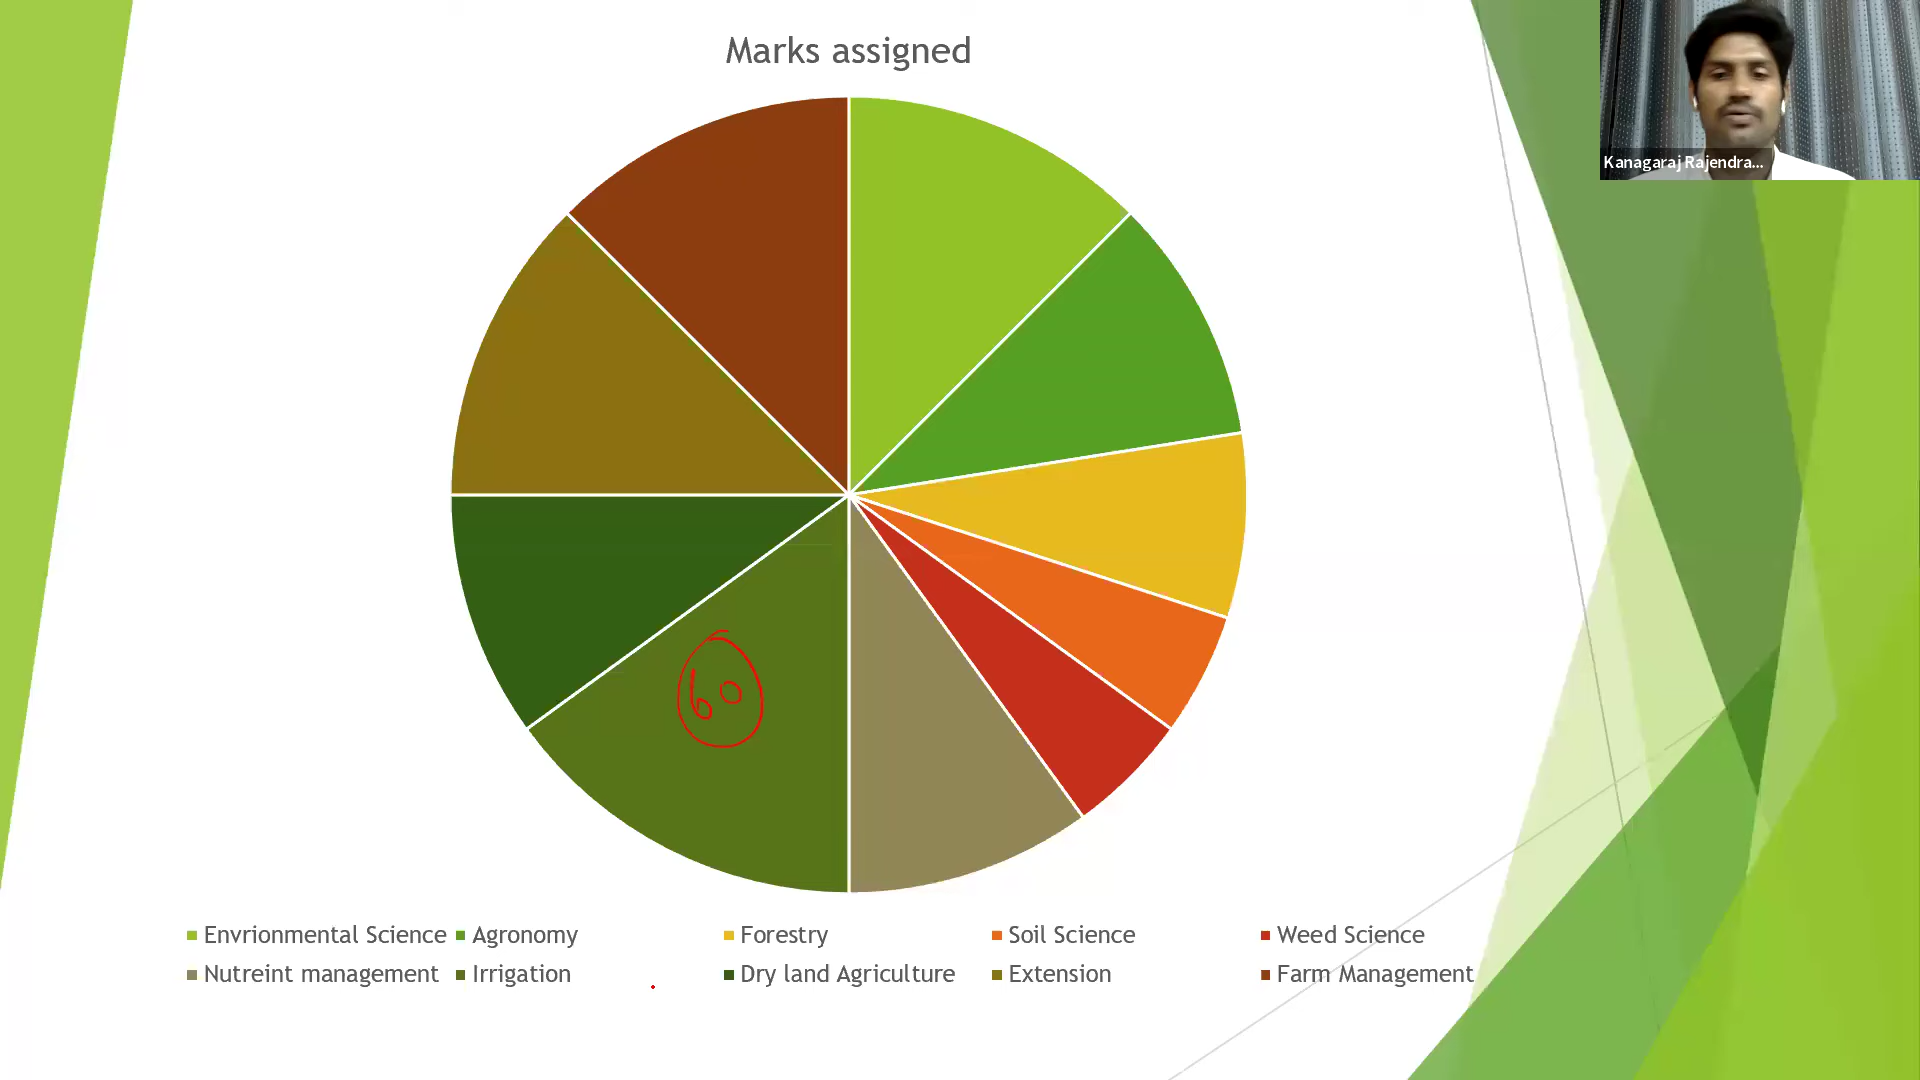 Marks assigned
Kanagaraj Rajendra...
60
Envrionmental Science
Agronomy
Forestry
Soil Science
Weed Science
Nutreint management
Irrigation
Dry land Agriculture
Extension
Farm Management